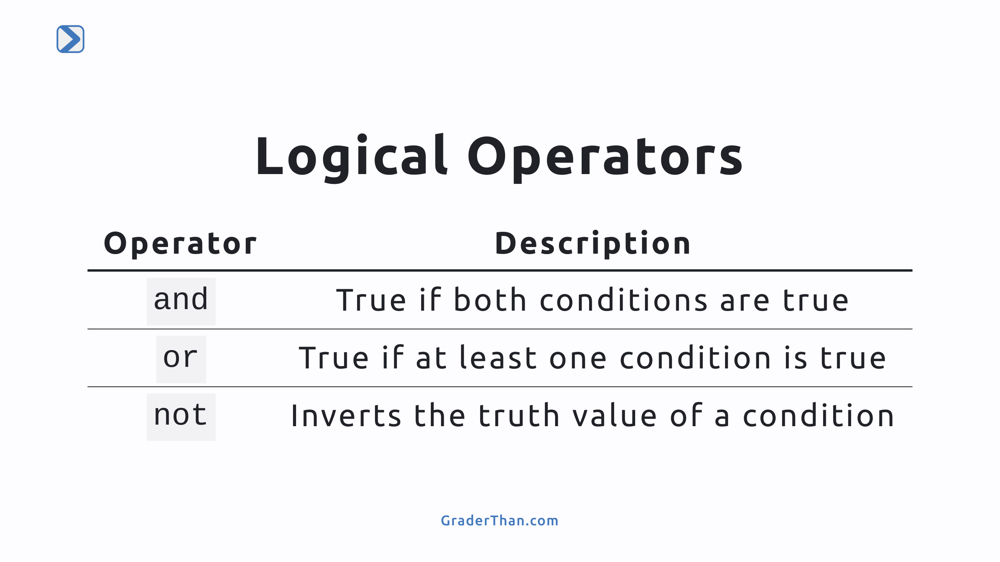 Logical Operators
Operator Description
and True if both conditions are true
or True if at least one condition is true
not Inverts the truth value of a condition
GraderThan.com